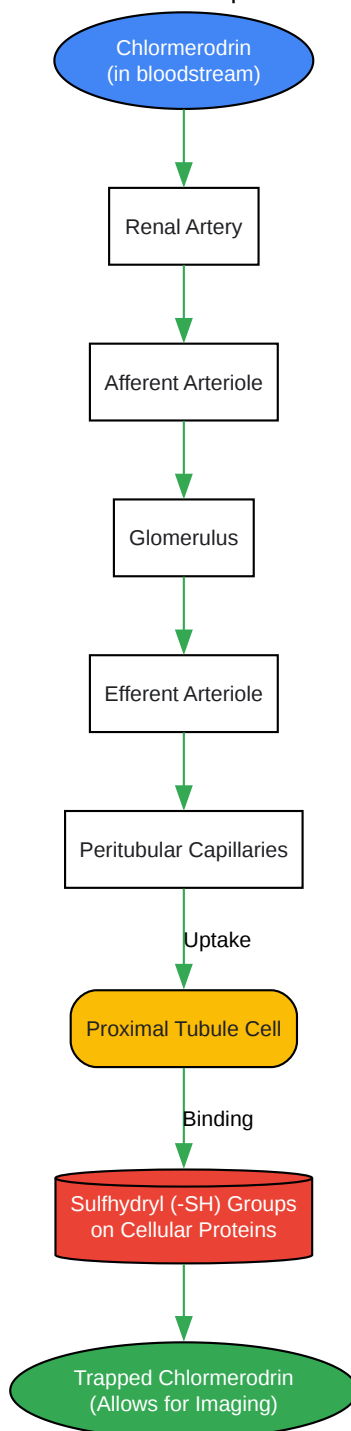 Chlormerodrin
(in bloodstream)
Renal Artery
Afferent Arteriole
Glomerulus
Efferent Arteriole
Peritubular Capillaries
Uptake
Proximal Tubule Cell
Binding
Sulfhydryl (-SH) Groups
on Cellular Proteins
Trapped Chlormerodrin
(Allows for Imaging)